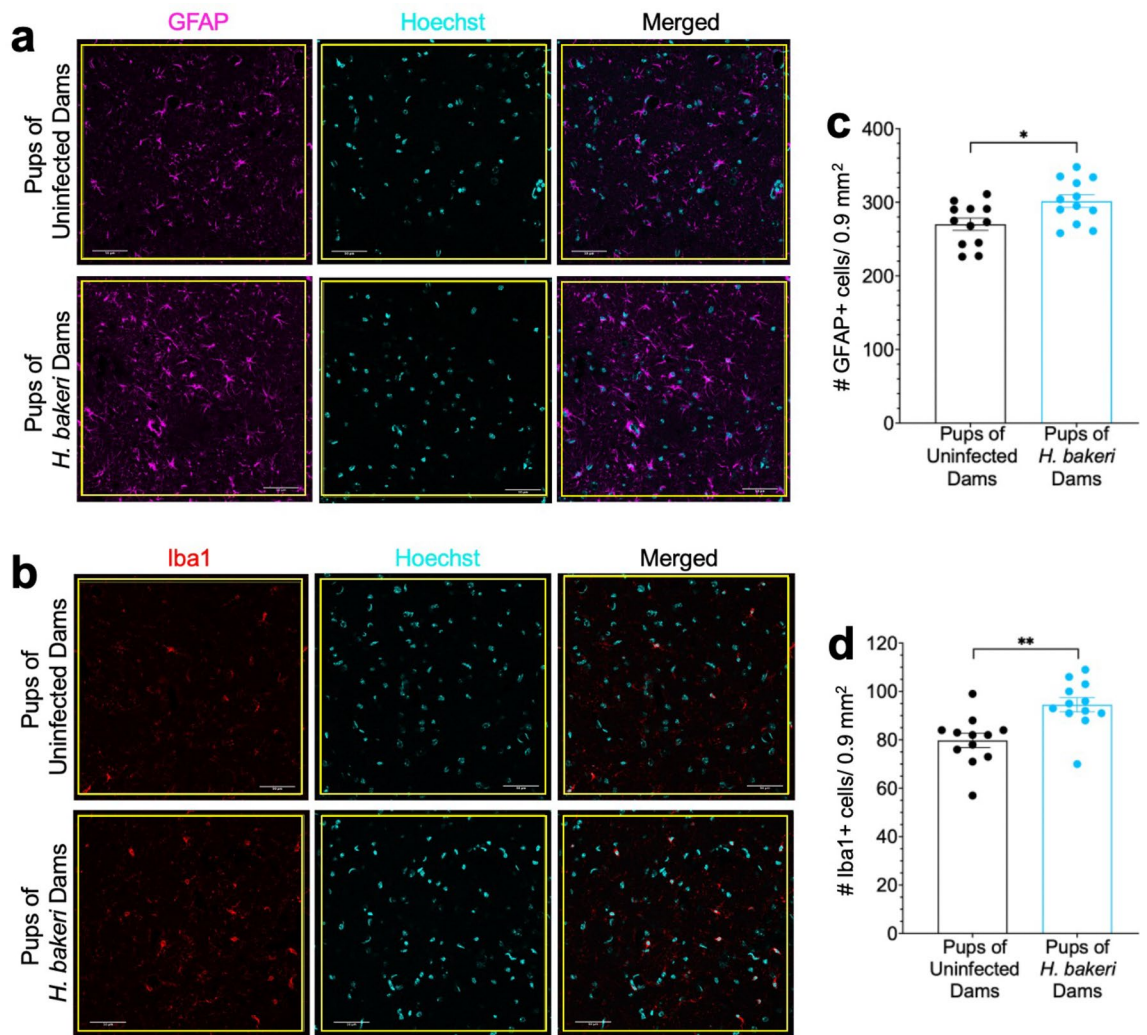 a
GFAP
Hoechst
Merged
Pups of
Uninfected Dams
Pups of
H. bakeri Dams
b
Iba1
Hoechst
Merged
Pups of
Uninfected Dams
Pups of
H. bakeri Dams
c
400
300
200
100
0
# GFAP+ cells/ 0.9 mm²
*
Pups of
Uninfected
Dams
Pups of
H. bakeri
Dams
d
120
100
80
60
40
20
0
# Iba1+ cells/ 0.9 mm²
**
Pups of
Uninfected
Dams
Pups of
H. bakeri
Dams